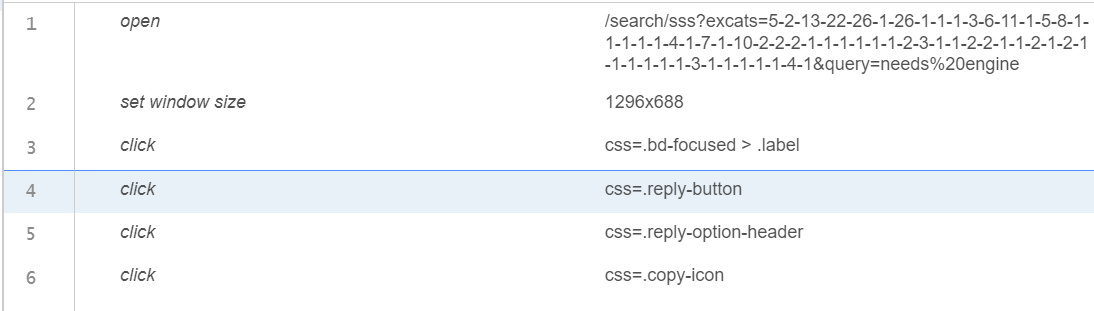 1 open /search/sss?excats=5-2-13-22-26-1-26-1-1-1-3-6-11-1-5-8-1-
1-1-1-1-4-1-7-1-10-2-2-2-1-1-1-1-1-1-2-3-1-1-2-2-1-1-2-1-2-1
-1-1-1-1-1-3-1-1-1-1-1-4-1&query=needs%20engine
2 set window size 1296x688
3 click css=.bd-focused > .label
4 click css=.reply-button
5 click css=.reply-option-header
6 click css=.copy-icon